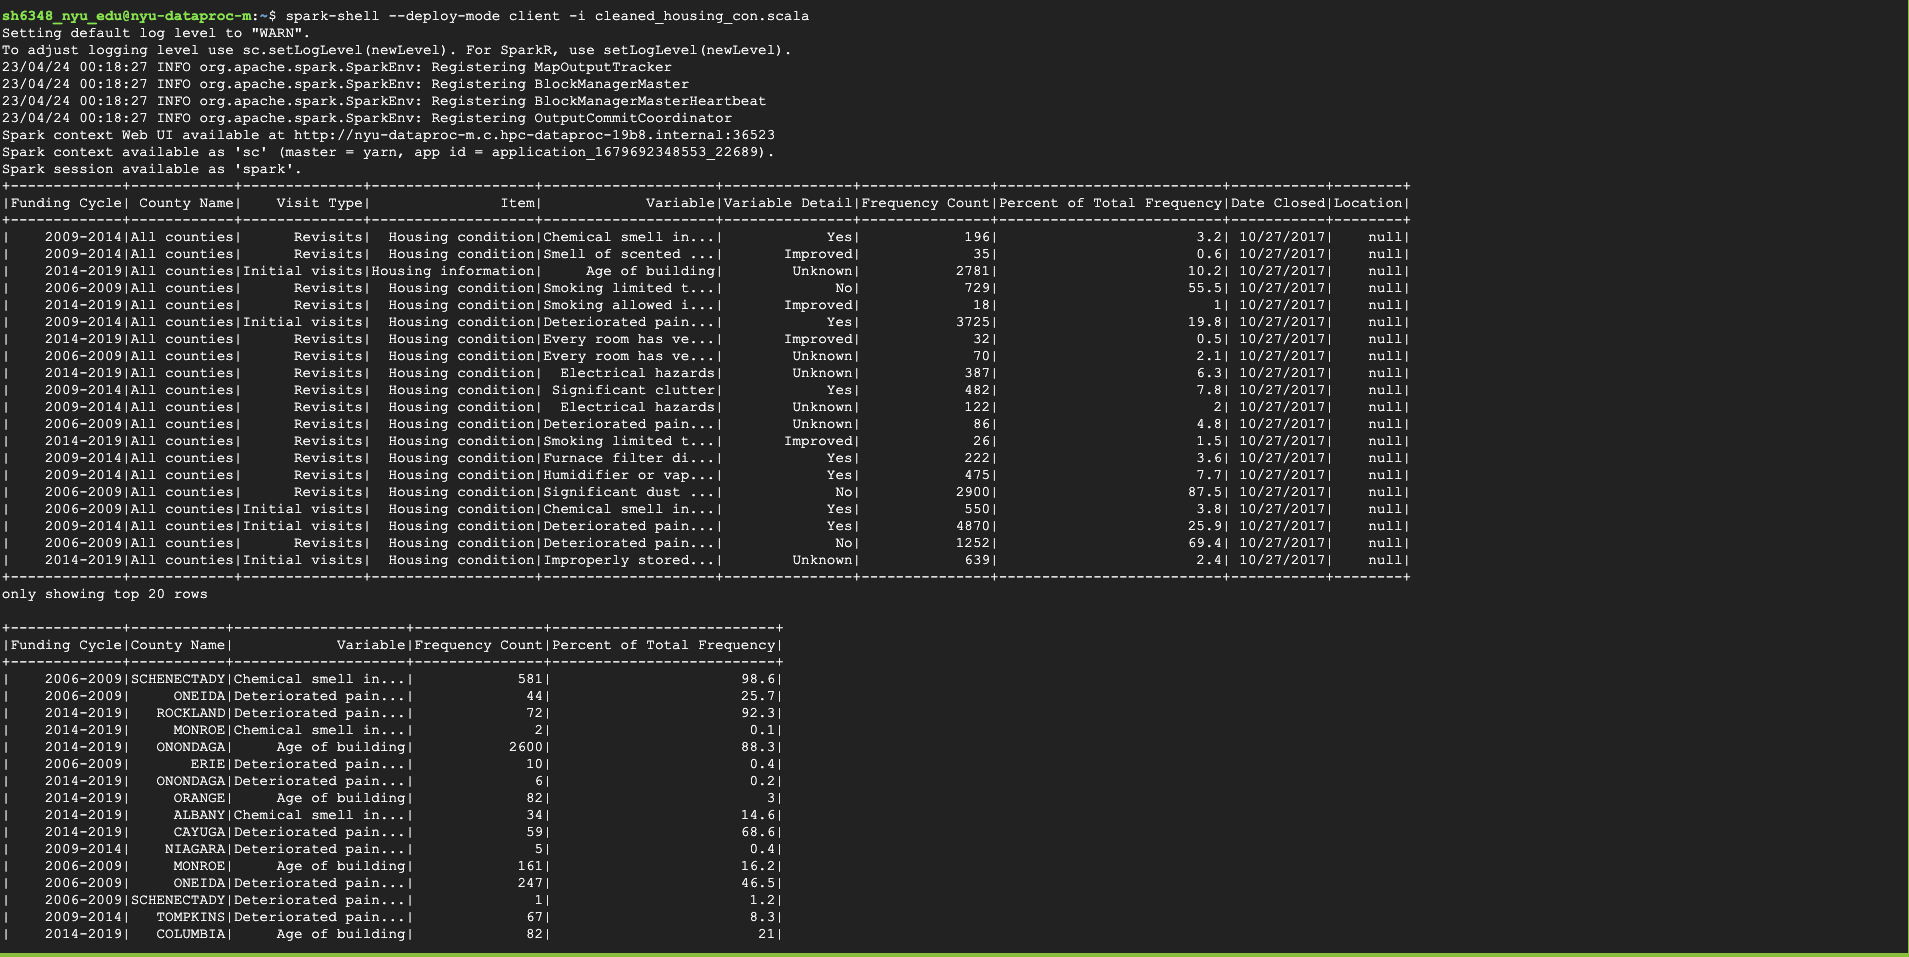 sh6348_nyu_edu@nyu-dataproc-m:~$ spark-shell --deploy-mode client -i cleaned_housing_con.scala
Setting default log level to "WARN".
To adjust logging level use sc.setLogLevel(newLevel). For SparkR, use setLogLevel(newLevel).
23/04/24 00:18:27 INFO org.apache.spark.SparkEnv: Registering MapOutputTracker
23/04/24 00:18:27 INFO org.apache.spark.SparkEnv: Registering BlockManagerMaster
23/04/24 00:18:27 INFO org.apache.spark.SparkEnv: Registering BlockManagerMasterHeartbeat
23/04/24 00:18:27 INFO org.apache.spark.SparkEnv: Registering OutputCommitCoordinator
Spark context Web UI available at http://nyu-dataproc-m.c.hpc-dataproc-19b8.internal:36523
Spark context available as 'sc' (master = yarn, app id = application_1679692348553_22689).
Spark session available as 'spark'.
+-------------+------------+--------------+-------------------+--------------------+---------------+---------------+--------------------------+-----------+--------+
|Funding Cycle| County Name|    Visit Type|               Item|            Variable|Variable Detail|Frequency Count|Percent of Total Frequency|Date Closed|Location|
+-------------+------------+--------------+-------------------+--------------------+---------------+---------------+--------------------------+-----------+--------+
|    2009-2014|All counties|      Revisits|  Housing condition|Chemical smell in...|            Yes|            196|                       3.2| 10/27/2017|    null|
|    2009-2014|All counties|      Revisits|  Housing condition|Smell of scented ...|       Improved|             35|                       0.6| 10/27/2017|    null|
|    2014-2019|All counties|Initial visits|Housing information|     Age of building|        Unknown|           2781|                      10.2| 10/27/2017|    null|
|    2006-2009|All counties|      Revisits|  Housing condition|Smoking limited t...|             No|            729|                      55.5| 10/27/2017|    null|
|    2014-2019|All counties|      Revisits|  Housing condition|Smoking allowed i...|       Improved|             18|                         1| 10/27/2017|    null|
|    2009-2014|All counties|Initial visits|  Housing condition|Deteriorated pain...|            Yes|           3725|                      19.8| 10/27/2017|    null|
|    2014-2019|All counties|      Revisits|  Housing condition|Every room has ve...|       Improved|             32|                       0.5| 10/27/2017|    null|
|    2006-2009|All counties|      Revisits|  Housing condition|Every room has ve...|        Unknown|             70|                       2.1| 10/27/2017|    null|
|    2014-2019|All counties|      Revisits|  Housing condition|  Electrical hazards|        Unknown|            387|                       6.3| 10/27/2017|    null|
|    2009-2014|All counties|      Revisits|  Housing condition| Significant clutter|            Yes|            482|                       7.8| 10/27/2017|    null|
|    2009-2014|All counties|      Revisits|  Housing condition|  Electrical hazards|        Unknown|            122|                         2| 10/27/2017|    null|
|    2006-2009|All counties|      Revisits|  Housing condition|Deteriorated pain...|        Unknown|             86|                       4.8| 10/27/2017|    null|
|    2014-2019|All counties|      Revisits|  Housing condition|Smoking limited t...|       Improved|             26|                       1.5| 10/27/2017|    null|
|    2009-2014|All counties|      Revisits|  Housing condition|Furnace filter di...|            Yes|            222|                       3.6| 10/27/2017|    null|
|    2009-2014|All counties|      Revisits|  Housing condition|Humidifier or vap...|            Yes|            475|                       7.7| 10/27/2017|    null|
|    2006-2009|All counties|      Revisits|  Housing condition|Significant dust ...|             No|           2900|                      87.5| 10/27/2017|    null|
|    2006-2009|All counties|Initial visits|  Housing condition|Chemical smell in...|            Yes|            550|                       3.8| 10/27/2017|    null|
|    2009-2014|All counties|Initial visits|  Housing condition|Deteriorated pain...|            Yes|           4870|                      25.9| 10/27/2017|    null|
|    2006-2009|All counties|      Revisits|  Housing condition|Deteriorated pain...|             No|           1252|                      69.4| 10/27/2017|    null|
|    2014-2019|All counties|Initial visits|  Housing condition|Improperly stored...|        Unknown|            639|                       2.4| 10/27/2017|    null|
+-------------+------------+--------------+-------------------+--------------------+---------------+---------------+--------------------------+-----------+--------+
only showing top 20 rows
+-------------+-----------+--------------------+---------------+--------------------------+
|Funding Cycle|County Name|            Variable|Frequency Count|Percent of Total Frequency|
+-------------+-----------+--------------------+---------------+--------------------------+
|    2006-2009|SCHENECTADY|Chemical smell in...|            581|                      98.6|
|    2006-2009|     ONEIDA|Deteriorated pain...|             44|                      25.7|
|    2014-2019|   ROCKLAND|Deteriorated pain...|             72|                      92.3|
|    2014-2019|     MONROE|Chemical smell in...|              2|                       0.1|
|    2014-2019|   ONONDAGA|     Age of building|           2600|                      88.3|
|    2006-2009|       ERIE|Deteriorated pain...|             10|                       0.4|
|    2014-2019|   ONONDAGA|Deteriorated pain...|              6|                       0.2|
|    2014-2019|     ORANGE|     Age of building|             82|                         3|
|    2014-2019|     ALBANY|Chemical smell in...|             34|                      14.6|
|    2014-2019|     CAYUGA|Deteriorated pain...|             59|                      68.6|
|    2009-2014|    NIAGARA|Deteriorated pain...|              5|                       0.4|
|    2006-2009|     MONROE|     Age of building|            161|                      16.2|
|    2006-2009|     ONEIDA|Deteriorated pain...|            247|                      46.5|
|    2006-2009|SCHENECTADY|Deteriorated pain...|              1|                       1.2|
|    2009-2014|   TOMPKINS|Deteriorated pain...|             67|                       8.3|
|    2014-2019|   COLUMBIA|     Age of building|             82|                        21|